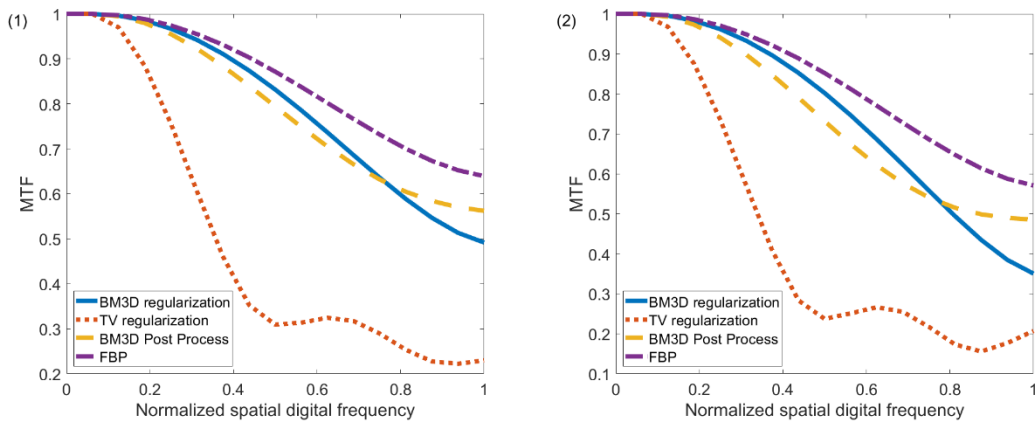 (1)
1
0.9
0.8
0.7
0.6
0.5
0.4
0.3
0.2
MTF
BM3D regularization
TV regularization
BM3D Post Process
FBP
0 0.2 0.4 0.6 0.8 1
Normalized spatial digital frequency
(2)
1
0.9
0.8
0.7
0.6
0.5
0.4
0.3
0.2
0.1
MTF
BM3D regularization
TV regularization
BM3D Post Process
FBP
0 0.2 0.4 0.6 0.8 1
Normalized spatial digital frequency